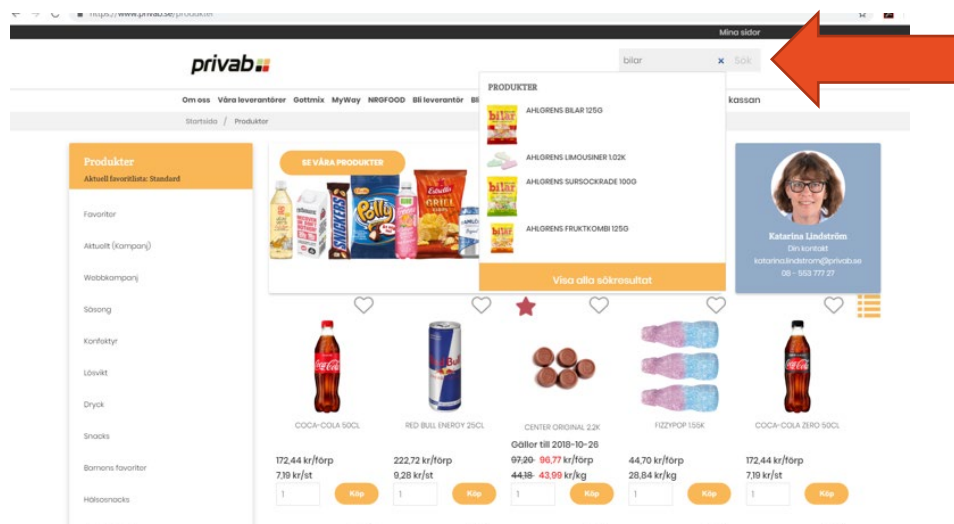 https://www.privab.se/produkter
Mina sidor
privab
bilar
x Sök
Om oss Våra leverantörer Gottmix MyWay NRGFOOD Bli leverantör
kassan
Startsida / Produkter
PRODUKTER
AHLGRENS BILAR 125G
AHLGRENS LIMOUSINER 1.02K
AHLGRENS SURSOCKRADE 100G
AHLGRENS FRUKTKOMBI 125G
Visa alla sökresultat
Produkter
Aktuell favoritlista: Standard
Favoriter
Aktuellt (Kampanj)
Webbkampanj
Säsong
Konfektyr
Lösvikt
Dryck
Snacks
Barnens favoriter
Hälsosnacks
SE VÅRA PRODUKTER
SNICKERS
Polly
Estrella
GRILL
Katarina Lindström
Din kontakt
katarina.lindstrom@privab.se
08 - 553 777 27
COCA-COLA 50CL
172,44 kr/förp
7,19 kr/st
1 Köp
RED BULL ENERGY 25CL
222,72 kr/förp
9,28 kr/st
1 Köp
CENTER ORIGINAL 2.2K
Gäller till 2018-10-26
97,20 96,77 kr/förp
44,18 43,99 kr/kg
1 Köp
FIZZYPOP 1.55K
44,70 kr/förp
28,84 kr/kg
1 Köp
COCA-COLA ZERO 50CL
172,44 kr/förp
7,19 kr/st
1 Köp